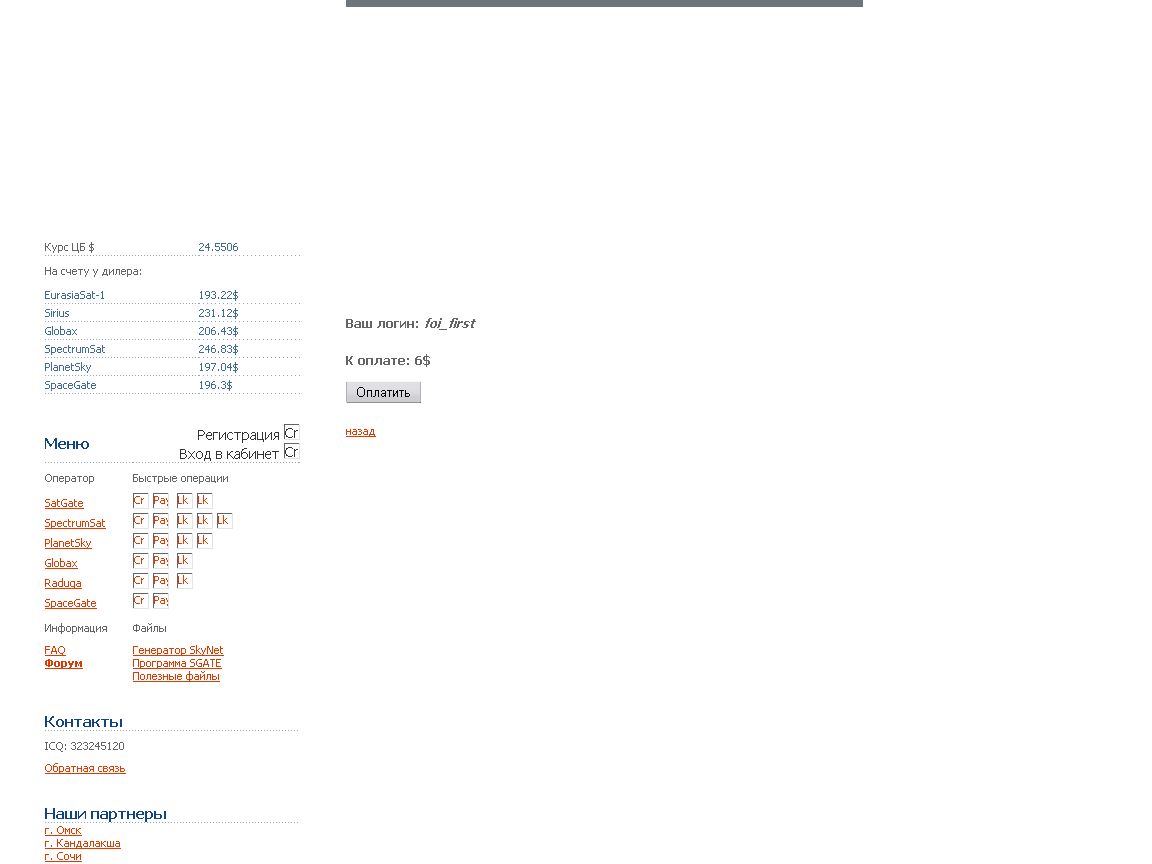 Курс ЦБ $ 24.5506
На счету у дилера:
EurasiaSat-1 193.22$
Sirius 231.12$
Globax 206.43$
SpectrumSat 246.83$
PlanetSky 197.04$
SpaceGate 196.3$
Меню
Регистрация Cr
Вход в кабинет Cr
Оператор Быстрые операции
SatGate Cr Pay Lk Lk
SpectrumSat Cr Pay Lk Lk Lk
PlanetSky Cr Pay Lk Lk
Globax Cr Pay Lk
Raduga Cr Pay Lk
SpaceGate Cr Pay
Информация Файлы
FAQ Генератор SkyNet
Форум Программа SGATE
Полезные файлы
Контакты
ICQ: 323245120
Обратная связь
Наши партнеры
г. Омск
г. Кандалакша
г. Сочи
Ваш логин: foj_first
К оплате: 6$
Оплатить
назад